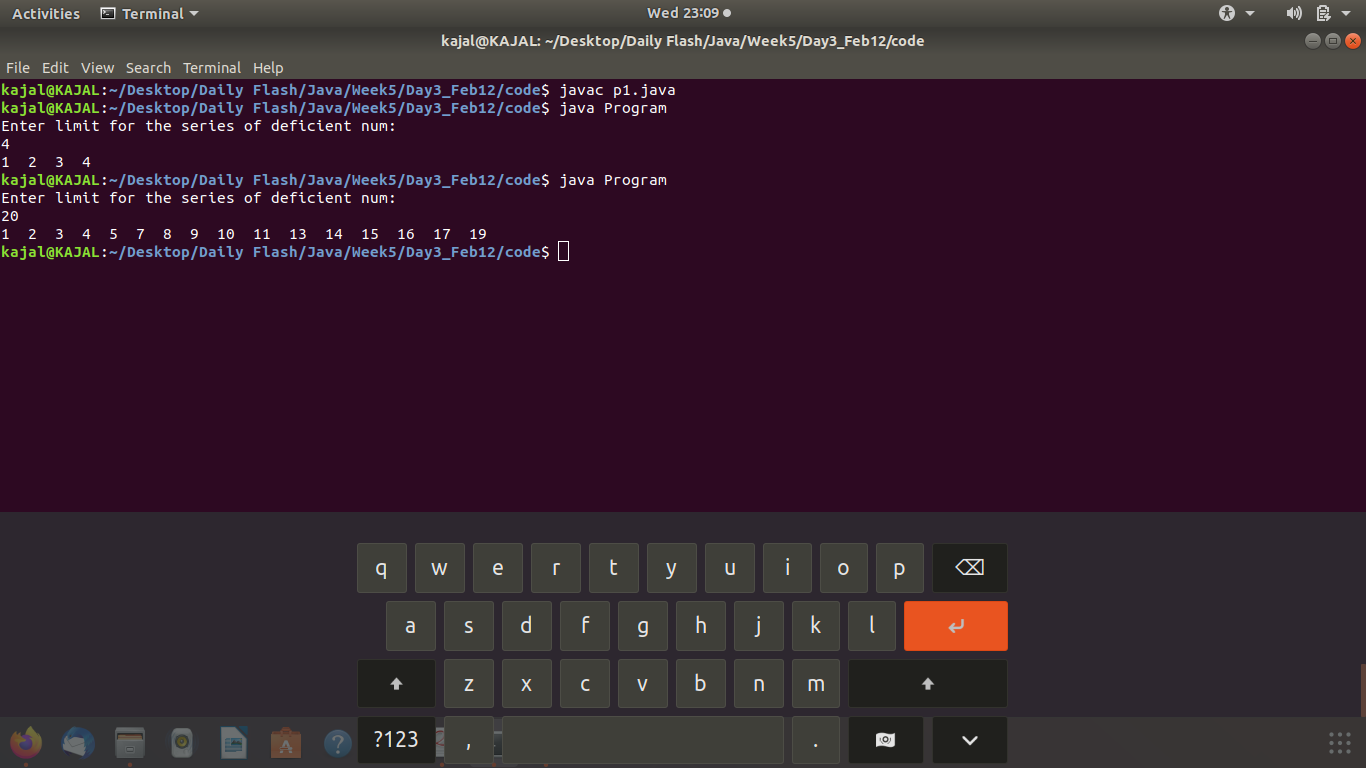 Activities Terminal Wed 23:09
kajal@KAJAL: ~/Desktop/Daily Flash/Java/Week5/Day3_Feb12/code
File Edit View Search Terminal Help
kajal@KAJAL:~/Desktop/Daily Flash/Java/Week5/Day3_Feb12/code$ javac p1.java
kajal@KAJAL:~/Desktop/Daily Flash/Java/Week5/Day3_Feb12/code$ java Program
Enter limit for the series of deficient num:
4
1  2  3  4
kajal@KAJAL:~/Desktop/Daily Flash/Java/Week5/Day3_Feb12/code$ java Program
Enter limit for the series of deficient num:
20
1  2  3  4  5  7  8  9  10  11  13  14  15  16  17  19
kajal@KAJAL:~/Desktop/Daily Flash/Java/Week5/Day3_Feb12/code$
q w e r t y u i o p
a s d f g h j k l
z x c v b n m
?123 , .